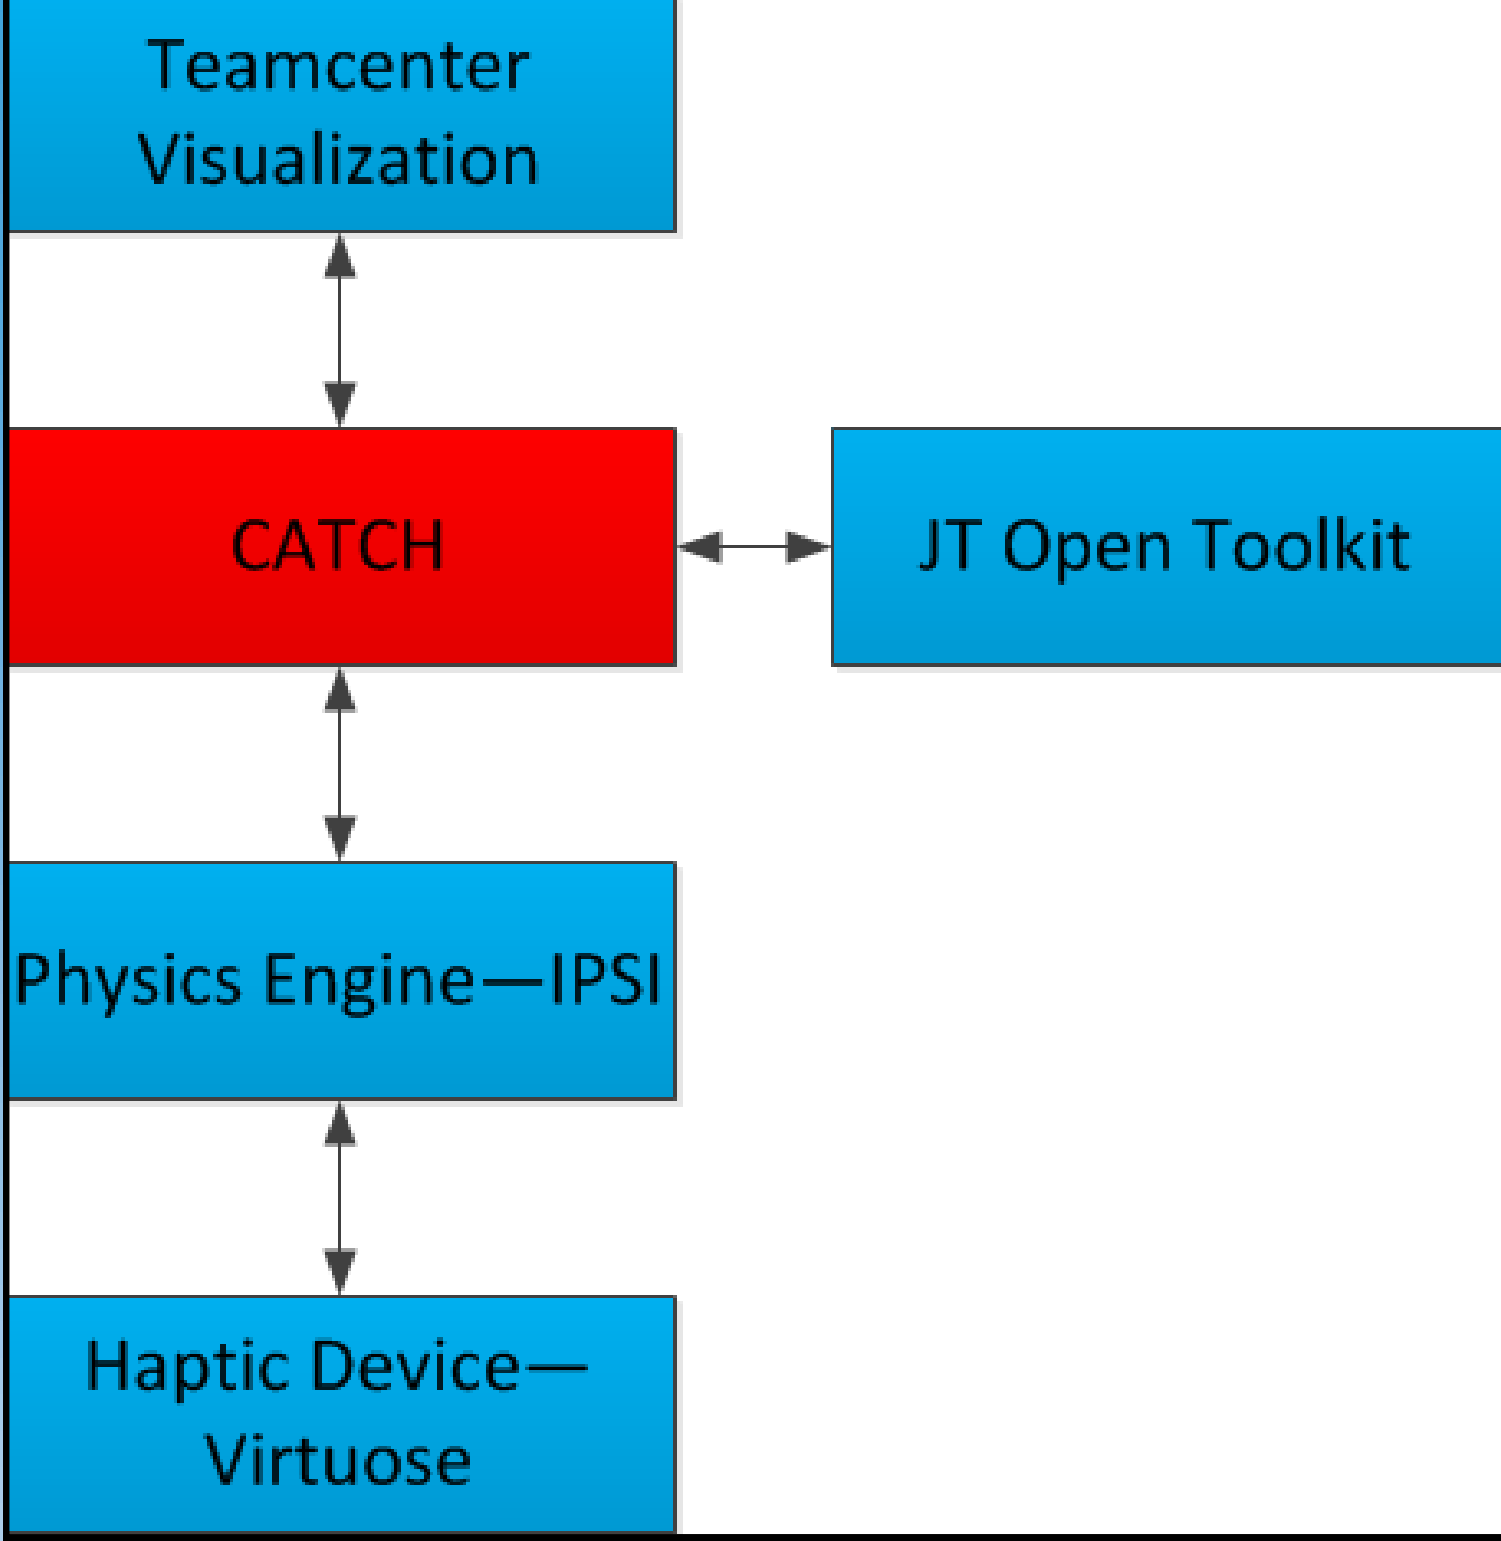 Teamcenter
Visualization
CATCH
JT Open Toolkit
Physics Engine—IPSI
Haptic Device—
Virtuose